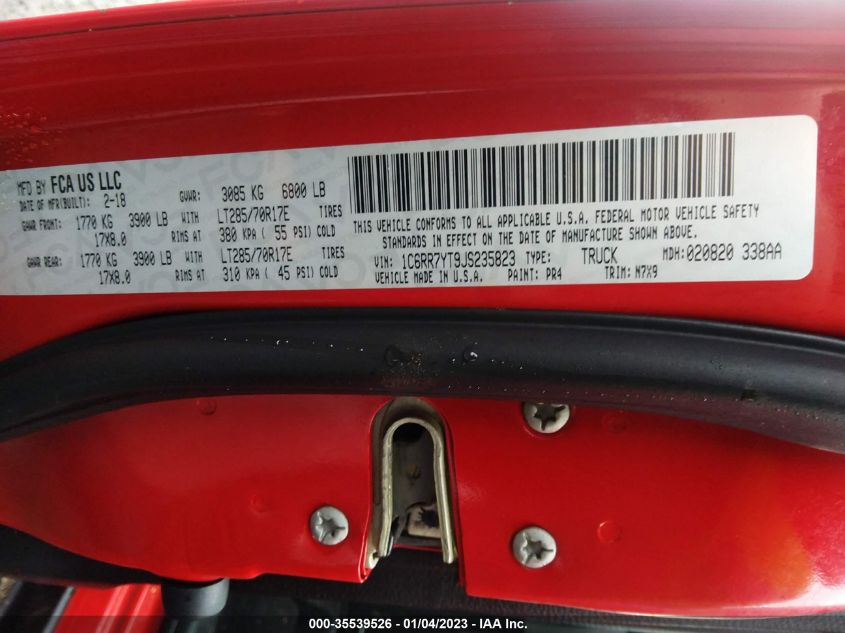 MFD BY FCA US LLC
DATE OF MFR(BUILT): 2-18 GVWR: 3085 KG 6800 LB
GAWR FRONT: 1770 KG 3900 LB WITH LT285/70R17E TIRES
17X8.0 RIMS AT 380 KPA ( 55 PSI) COLD
GAWR REAR: 1770 KG 3900 LB WITH LT285/70R17E TIRES
17X8.0 RIMS AT 310 KPA ( 45 PSI) COLD
THIS VEHICLE CONFORMS TO ALL APPLICABLE U.S.A. FEDERAL MOTOR VEHICLE SAFETY
STANDARDS IN EFFECT ON THE DATE OF MANUFACTURE SHOWN ABOVE.
VIN: 1C6RR7YT9JS235823 TYPE: TRUCK MDH: 020820 338AA
VEHICLE MADE IN U.S.A. PAINT: PR4 TRIM: N7X9
000-35539526 - 01/04/2023 - IAA Inc.